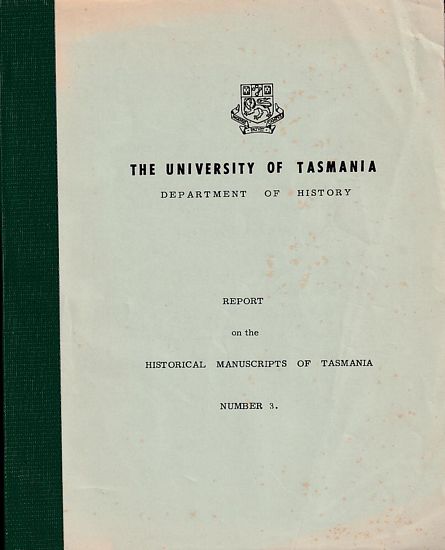 THE UNIVERSITY OF TASMANIA
DEPARTMENT OF HISTORY
REPORT
on the
HISTORICAL MANUSCRIPTS OF TASMANIA
NUMBER 3.